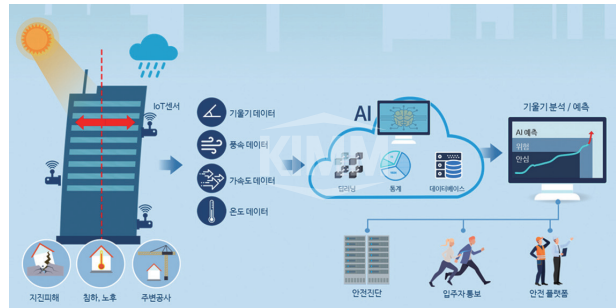 IoT센서
지진피해
침하, 노후
주변공사
기울기 데이터
풍속 데이터
가속도 데이터
온도 데이터
AI
딥러닝
통계
데이터베이스
KIMW
기울기 분석 / 예측
AI 예측
위험
안심
안전진단
입주자 통보
안전 플랫폼